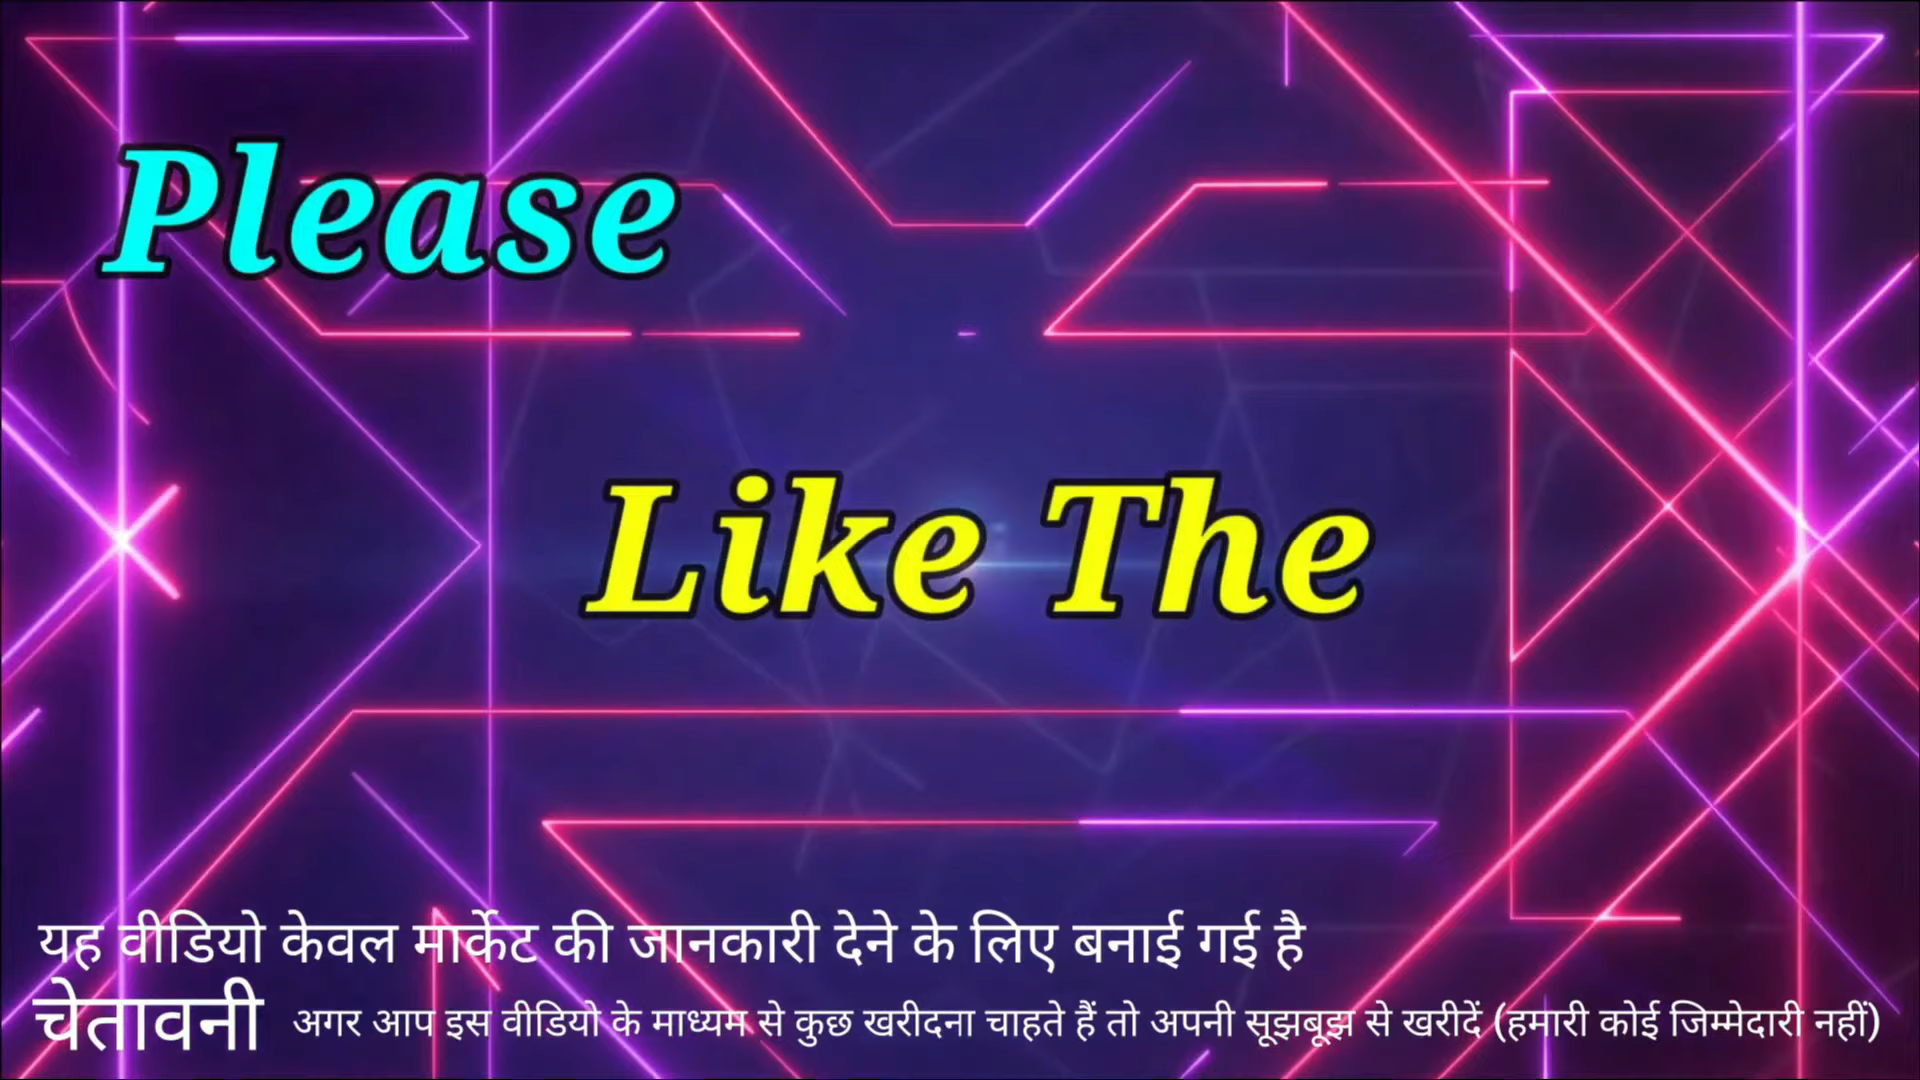 Please
Like The
यह वीडियो केवल मार्केट की जानकारी देने के लिए बनाई गई है
चेतावनी अगर आप इस वीडियो के माध्यम से कुछ खरीदना चाहते हैं तो अपनी सूझबूझ से खरीदें (हमारी कोई जिम्मेदारी नहीं)